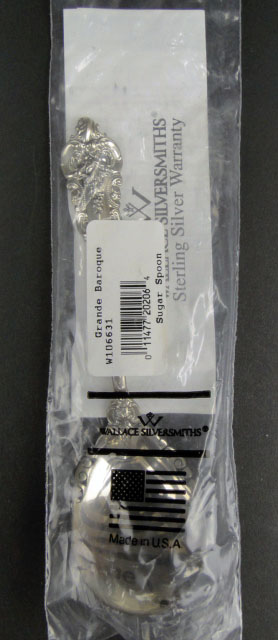 W
WALLACE SILVERSMITHS®
Sterling Silver Warranty
Grande Baroque
W106631
0 11477 20206 4
Sugar Spoon
W
WALLACE SILVERSMITHS®
Made in U.S.A